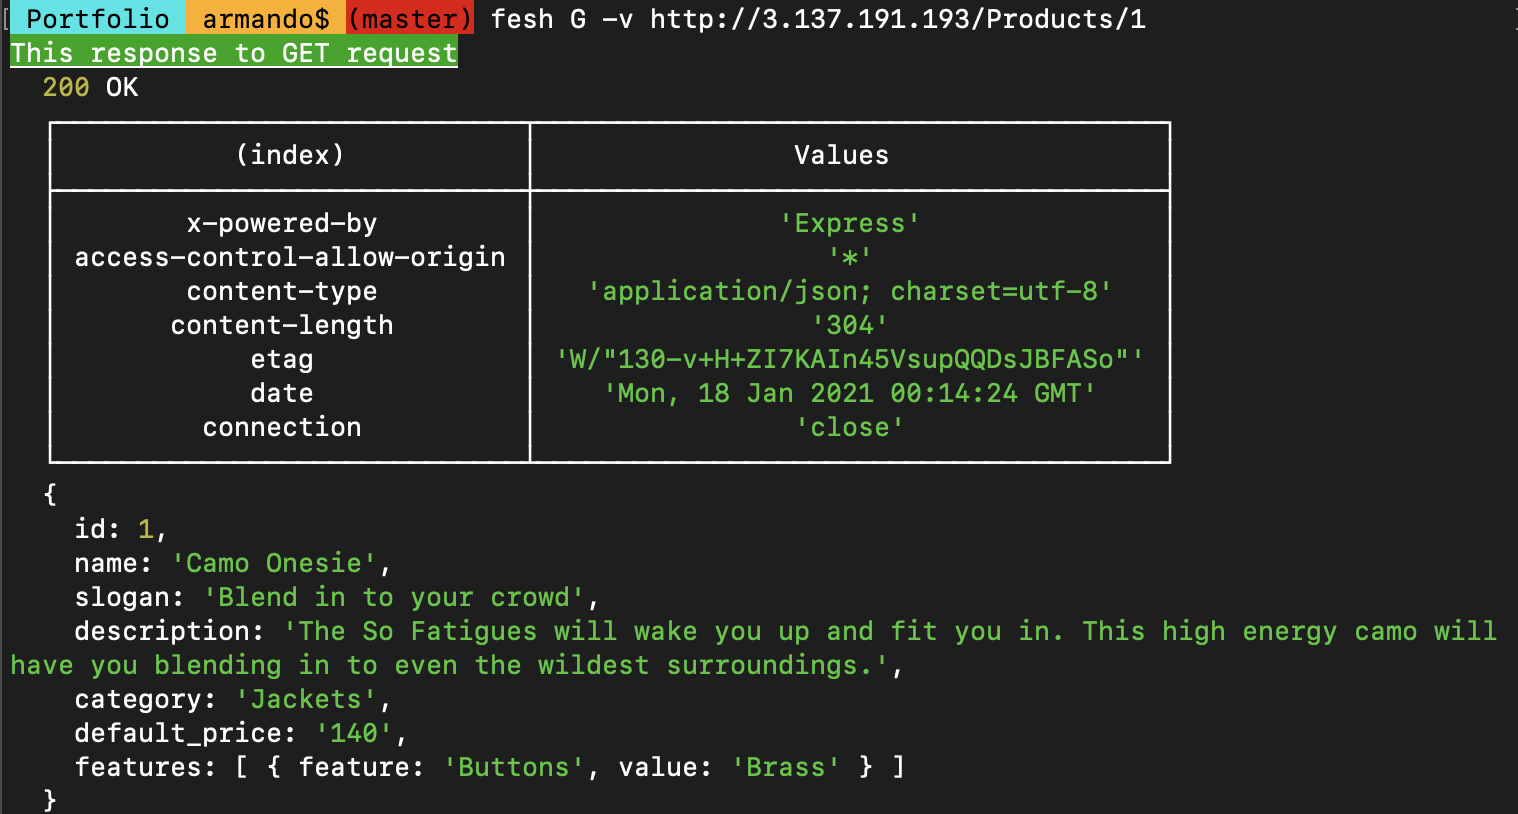 Portfolio armando$ (master) fesh G -v http://3.137.191.193/Products/1
This response to GET request
200 OK
(index) Values
x-powered-by 'Express'
access-control-allow-origin '*'
content-type 'application/json; charset=utf-8'
content-length '304'
etag 'W/"130-v+H+ZI7KAIn45VsupQQDsJBFASo"'
date 'Mon, 18 Jan 2021 00:14:24 GMT'
connection 'close'
{
id: 1,
name: 'Camo Onesie',
slogan: 'Blend in to your crowd',
description: 'The So Fatigues will wake you up and fit you in. This high energy camo will
have you blending in to even the wildest surroundings.',
category: 'Jackets',
default_price: '140',
features: [ { feature: 'Buttons', value: 'Brass' } ]
}